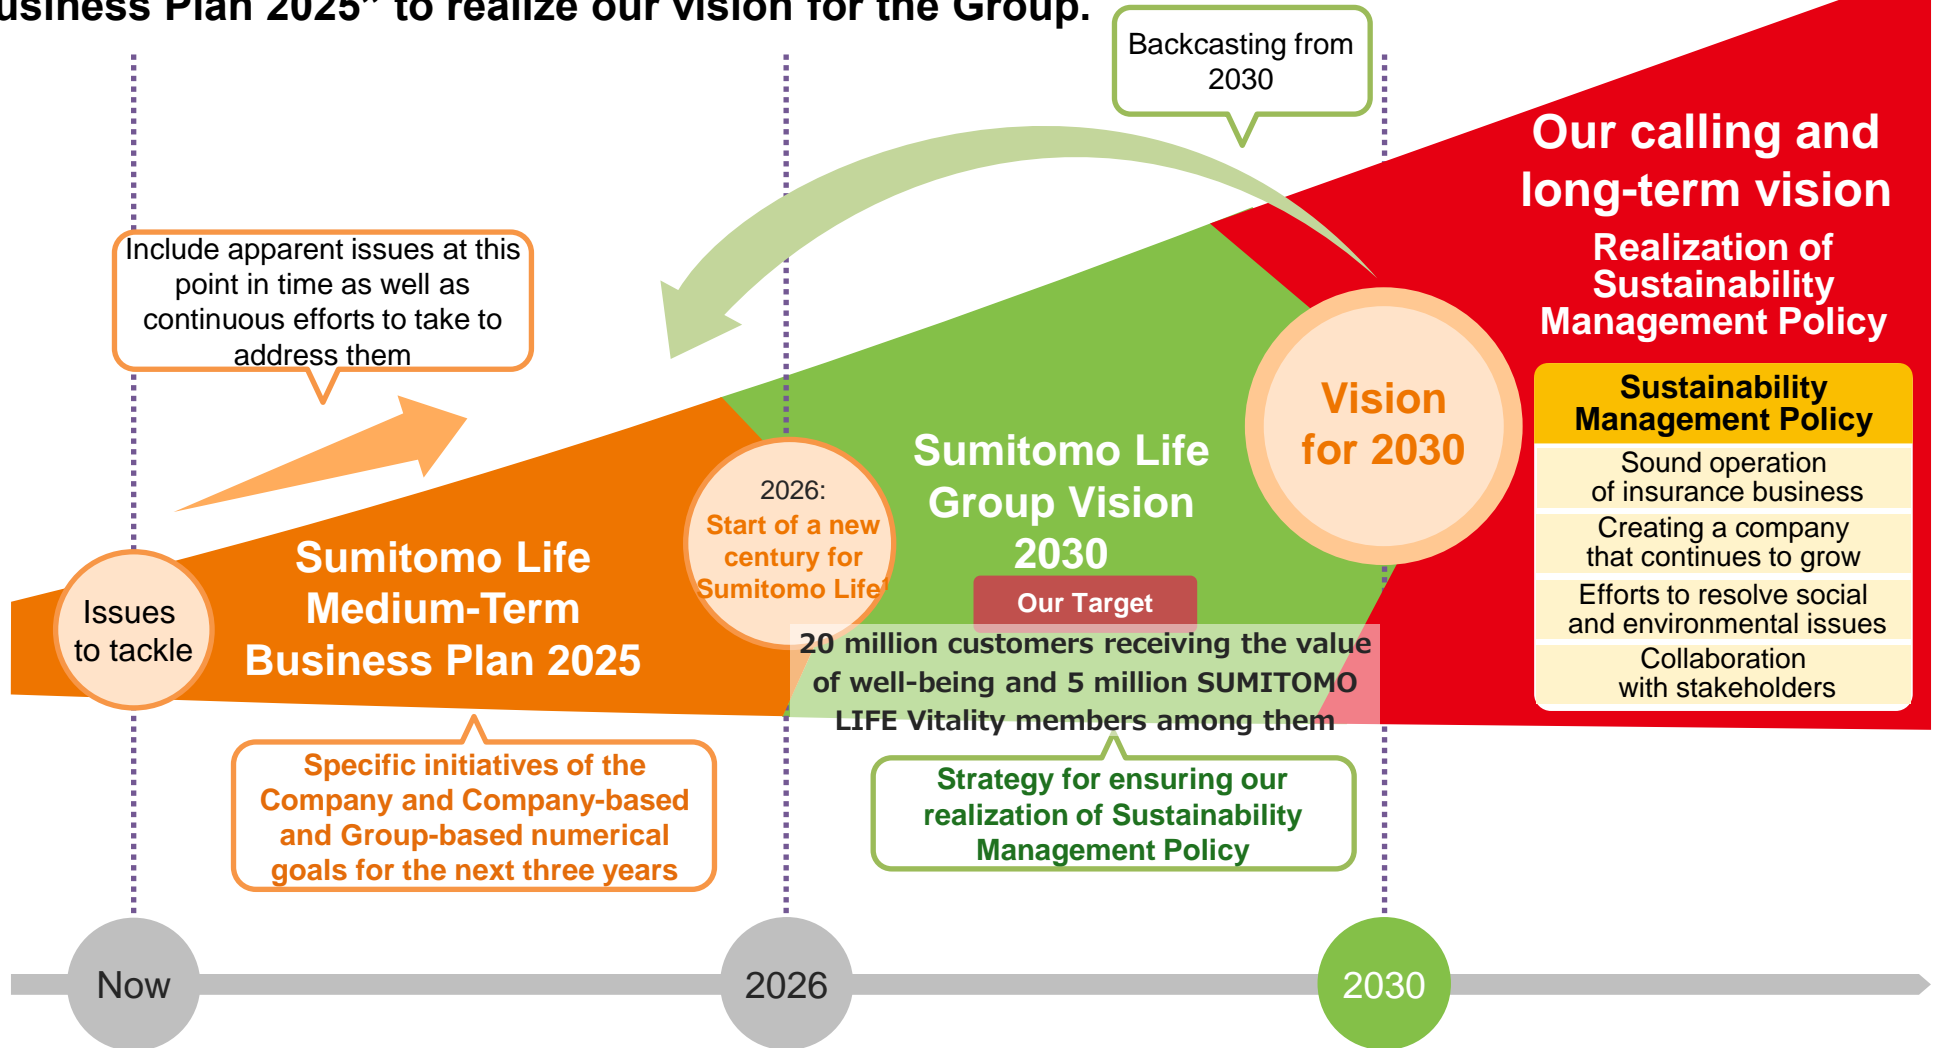 usiness Plan 2025” to realize our vision for the Group.
Backcasting from
2030
Our calling and
long-term vision
Realization of
Sustainability
Management Policy
Include apparent issues at this
point in time as well as
continuous efforts to take to
address them
Vision
for 2030
Sustainability
Management Policy
Sound operation
of insurance business
Creating a company
that continues to grow
Efforts to resolve social
and environmental issues
Collaboration
with stakeholders
Sumitomo Life
Group Vision
2030
Our Target
20 million customers receiving the value
of well-being and 5 million SUMITOMO
LIFE Vitality members among them
2026:
Start of a new
century for
Sumitomo Life
Sumitomo Life
Medium-Term
Business Plan 2025
Issues
to tackle
Specific initiatives of the
Company and Company-based
and Group-based numerical
goals for the next three years
Strategy for ensuring our
realization of Sustainability
Management Policy
Now
2026
2030